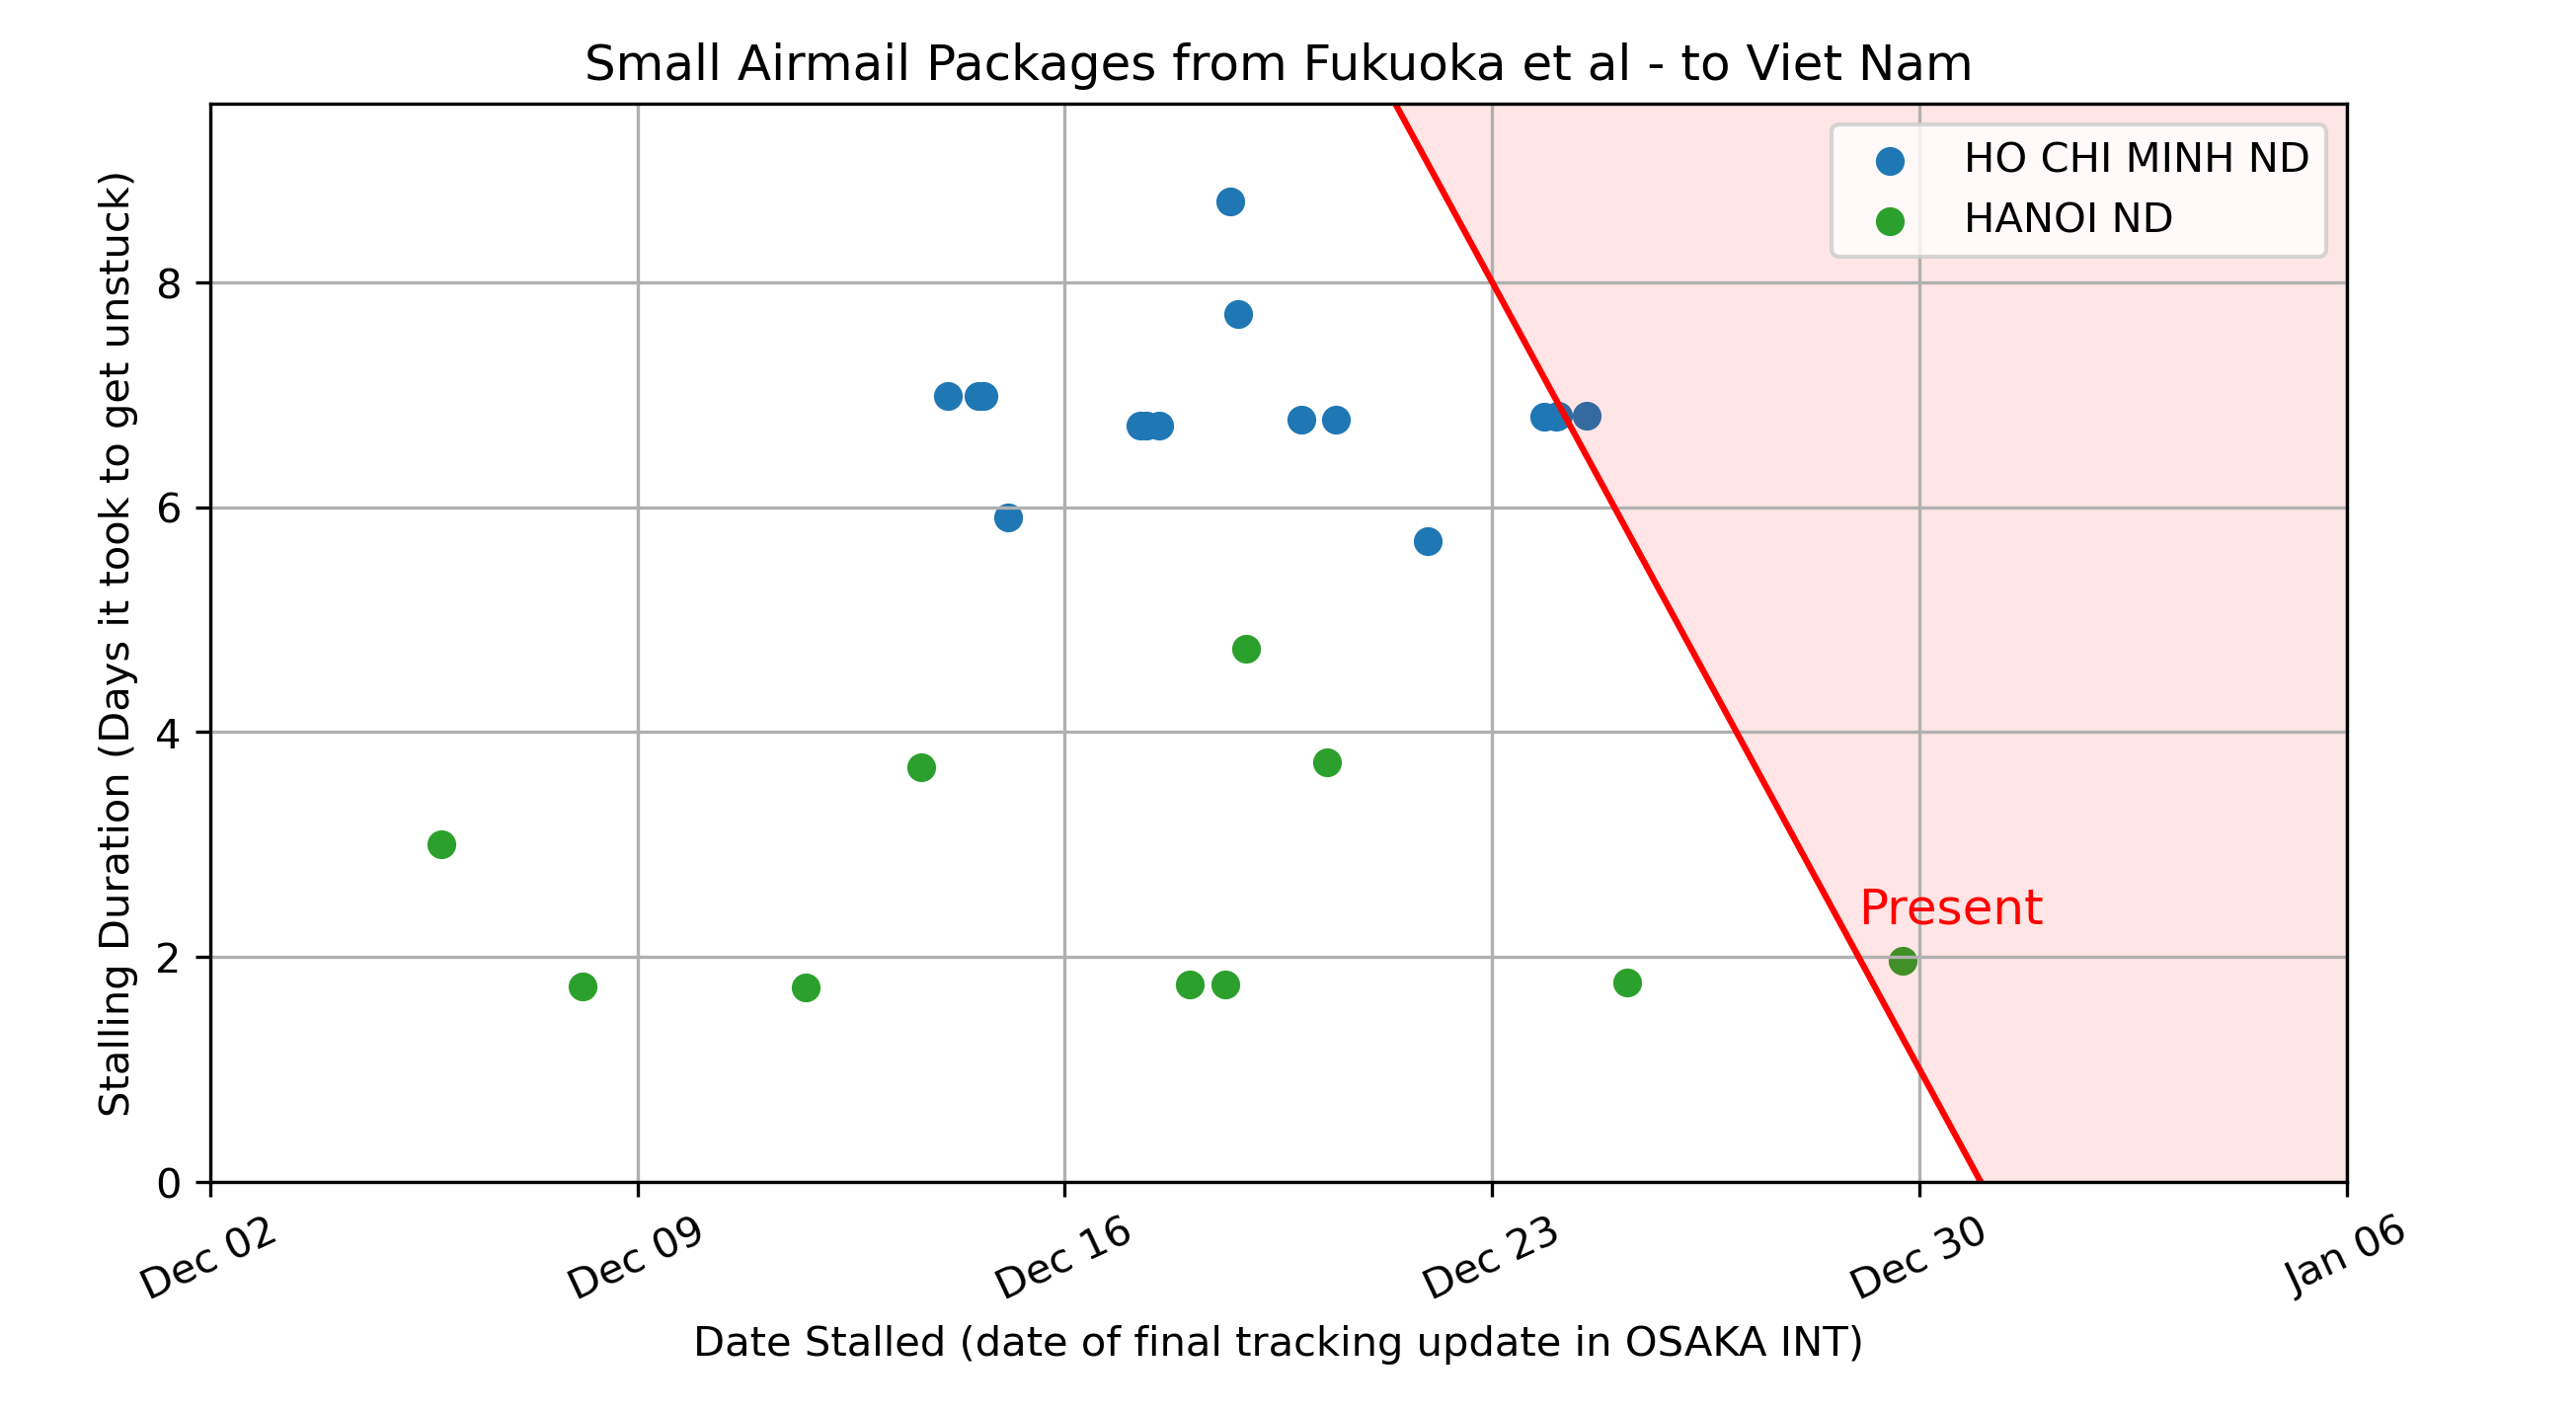 Small Airmail Packages from Fukuoka et al - to Viet Nam
HO CHI MINH ND
HANOI ND
Stalling Duration (Days it took to get unstuck)
8
6
4
2
0
Present
Dec 02
Dec 09
Dec 16
Dec 23
Dec 30
Jan 06
Date Stalled (date of final tracking update in OSAKA INT)